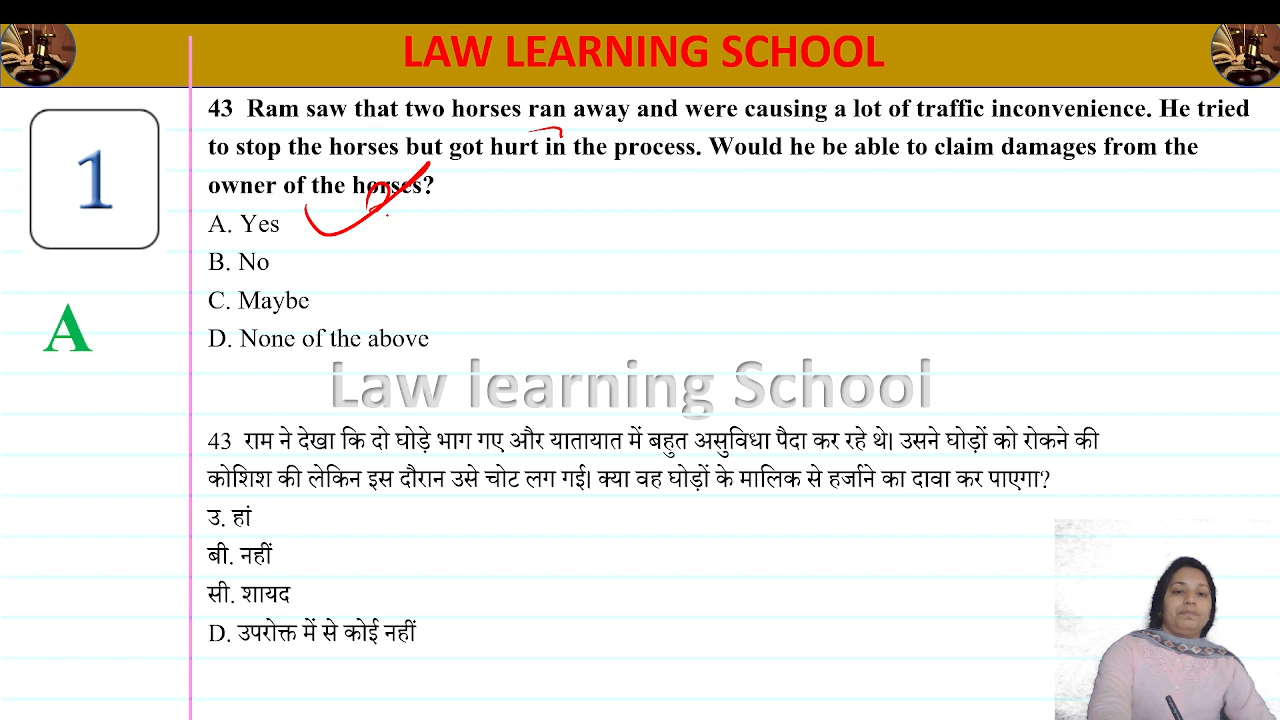 LAW LEARNING SCHOOL
1
A
43 Ram saw that two horses ran away and were causing a lot of traffic inconvenience. He tried
to stop the horses but got hurt in the process. Would he be able to claim damages from the
owner of the horses?
A. Yes
B. No
C. Maybe
D. None of the above
Law learning School
43 राम ने देखा कि दो घोड़े भाग गए और यातायात में बहुत असुविधा पैदा कर रहे थे। उसने घोड़ों को रोकने की
कोशिश की लेकिन इस दौरान उसे चोट लग गई। क्या वह घोड़ों के मालिक से हर्जाने का दावा कर पाएगा?
उ. हां
बी. नहीं
सी. शायद
D. उपरोक्त में से कोई नहीं